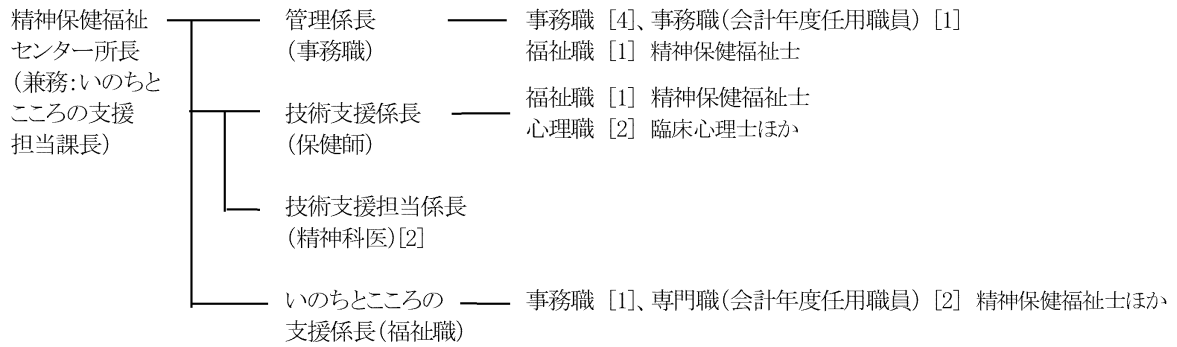 精神保健福祉
センター所長
（兼務：いのちと
こころの支援
担当課長）
管理係長
（事務職）
事務職 ［4］、事務職（会計年度任用職員） ［1］
福祉職 ［1］ 精神保健福祉士
技術支援係長
（保健師）
福祉職 ［1］ 精神保健福祉士
心理職 ［2］ 臨床心理士ほか
技術支援担当係長
（精神科医）［2］
いのちとこころの
支援係長（福祉職）
事務職 ［1］、専門職（会計年度任用職員） ［2］ 精神保健福祉士ほか